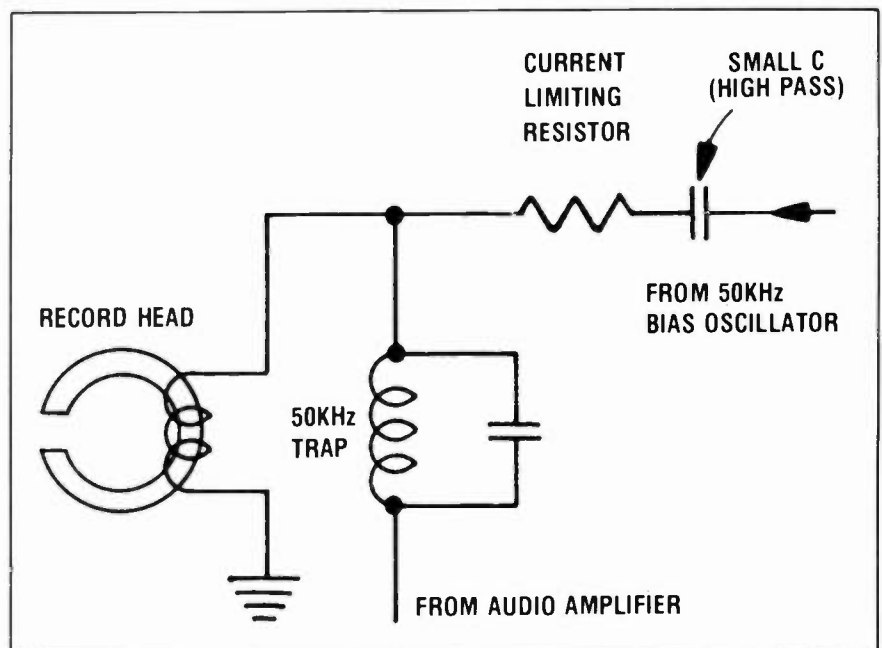 CURRENT
LIMITING
RESISTOR
SMALL C
(HIGH PASS)
FROM 50KHz
BIAS OSCILLATOR
RECORD HEAD
50KHz
TRAP
FROM AUDIO AMPLIFIER